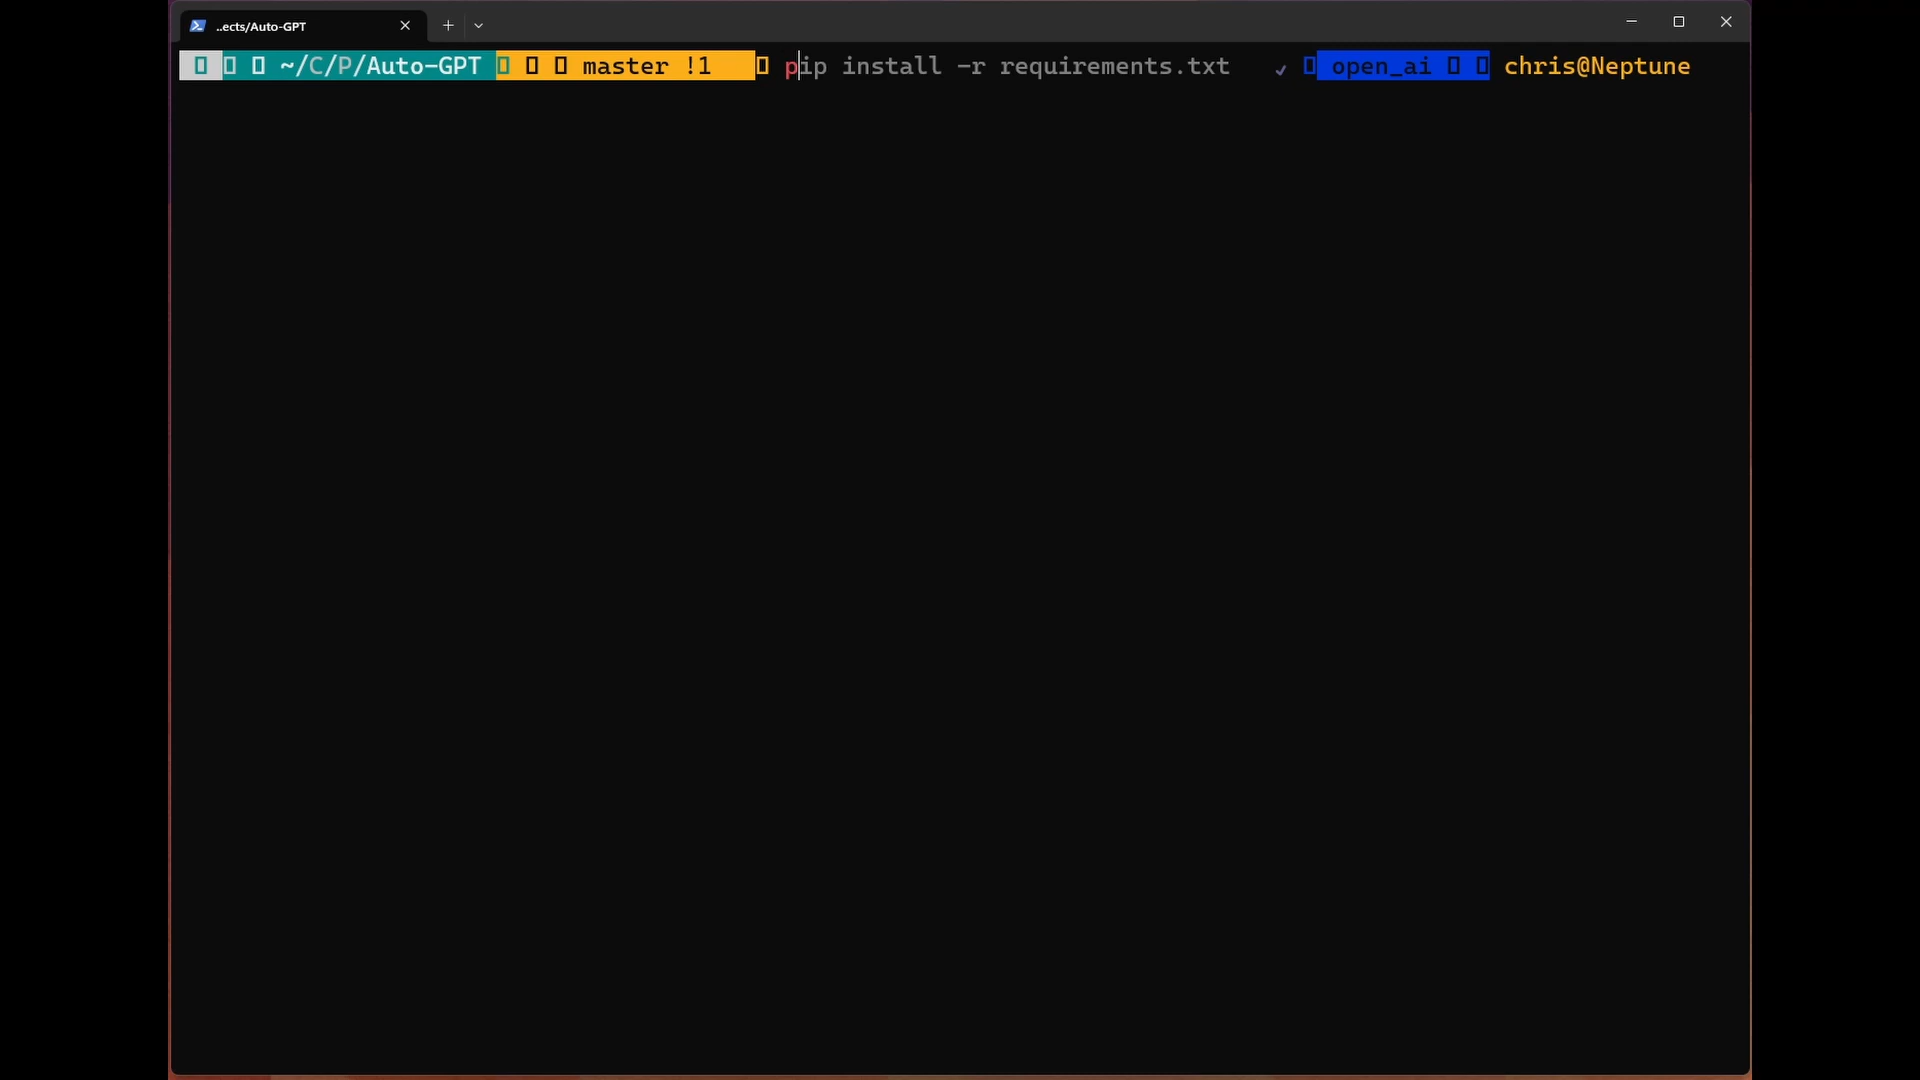 ..ects/Auto-GPT
~/C/P/Auto-GPT master !1 pip install -r requirements.txt ✓ open_ai chris@Neptune